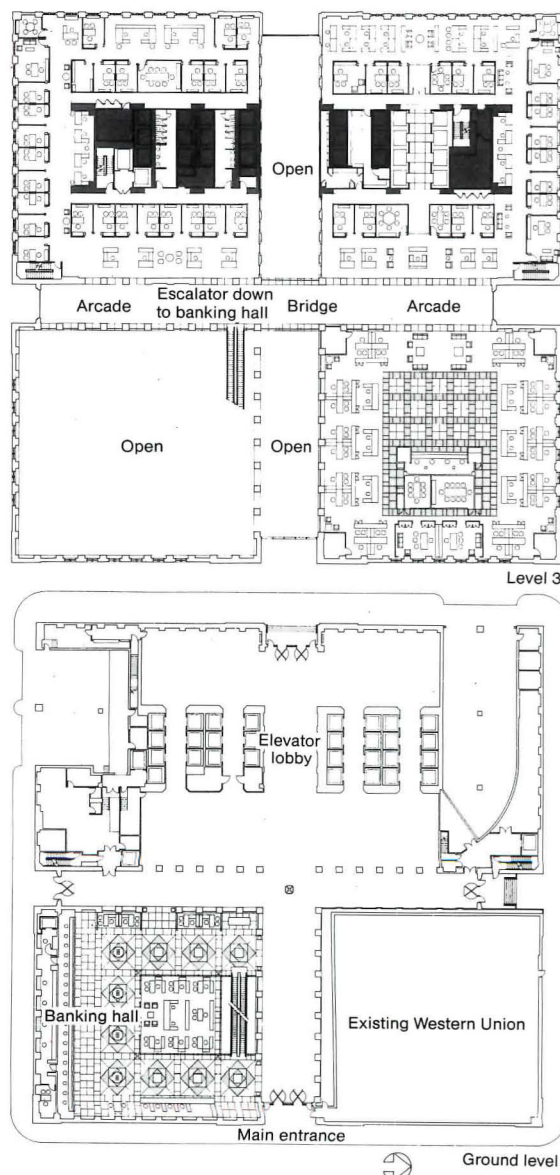 Open
Arcade
Escalator down
to banking hall
Bridge
Arcade
Open
Open
Level 3
Elevator
lobby
Banking hall
Existing Western Union
Main entrance
Ground level